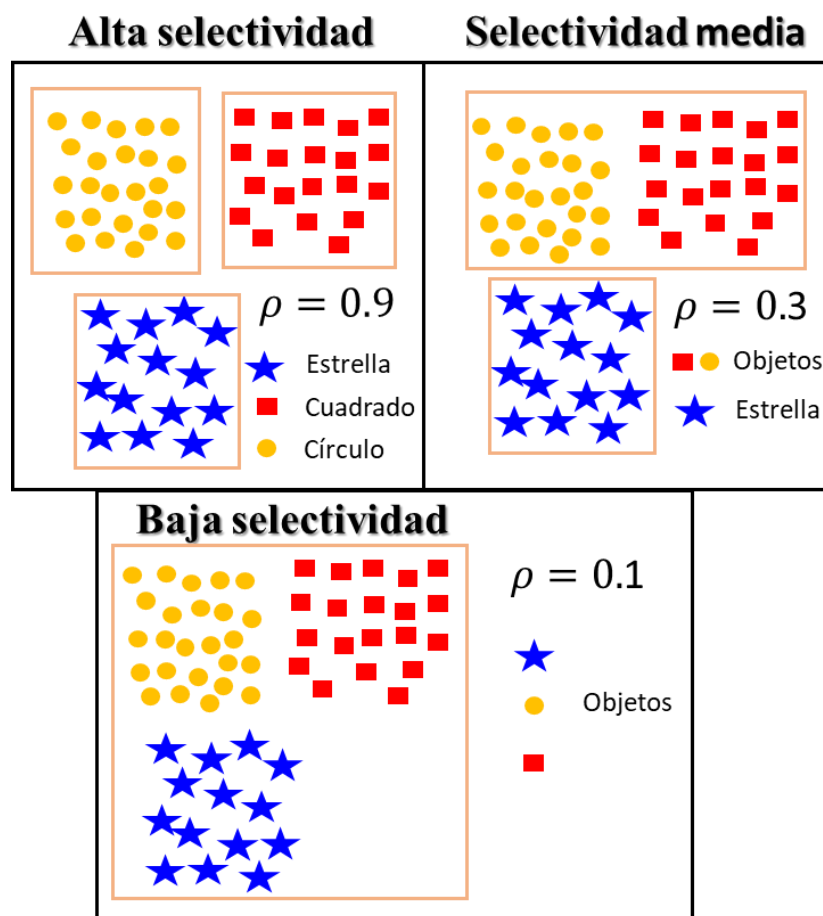 Alta selectividad
Selectividad media
ρ = 0.9
Estrella
Cuadrado
Círculo
ρ = 0.3
Objetos
Estrella
Baja selectividad
ρ = 0.1
Objetos